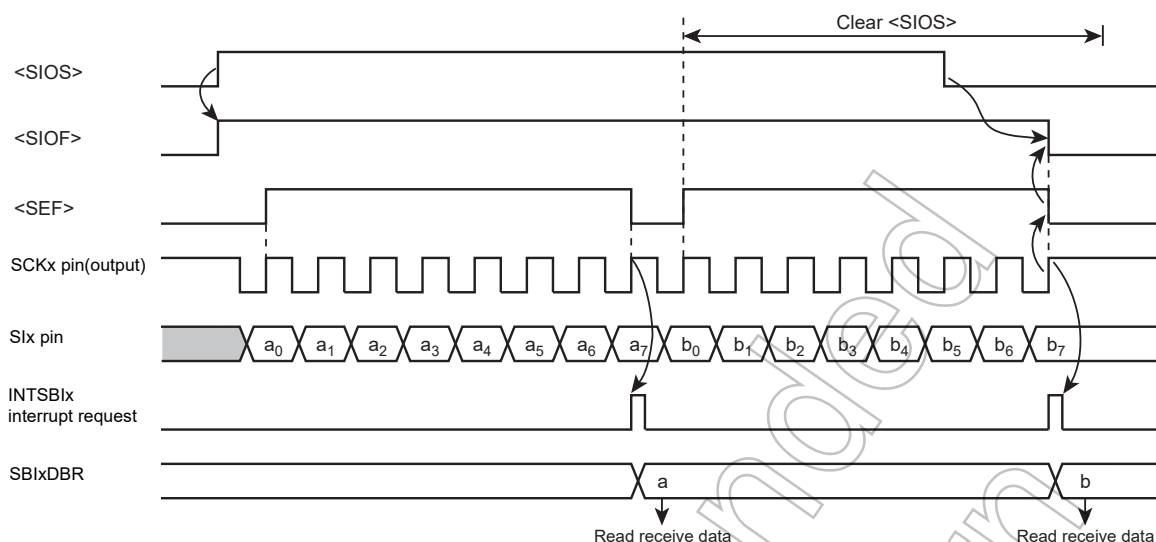 Clear <SIOS>
<SIOS>
<SIOF>
<SEF>
SCKx pin(output)
SIx pin
a0 a1 a2 a3 a4 a5 a6 a7 b0 b1 b2 b3 b4 b5 b6 b7
INTSBIx
interrupt request
SBIxDBR
a b
Read receive data Read receive data